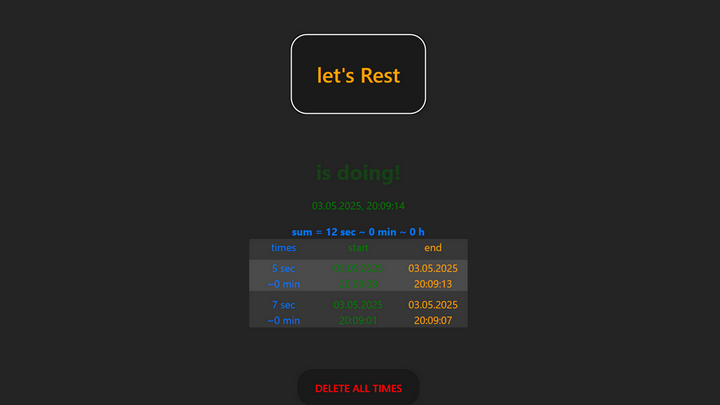 let's Rest
is doing!
03.05.2025, 20:09:14
sum = 12 sec ~ 0 min ~ 0 h
times start end
5 sec 03.05.2025
~0 min 20:09:13
7 sec 03.05.2025 03.05.2025
~0 min 20:09:01 20:09:07
DELETE ALL TIMES